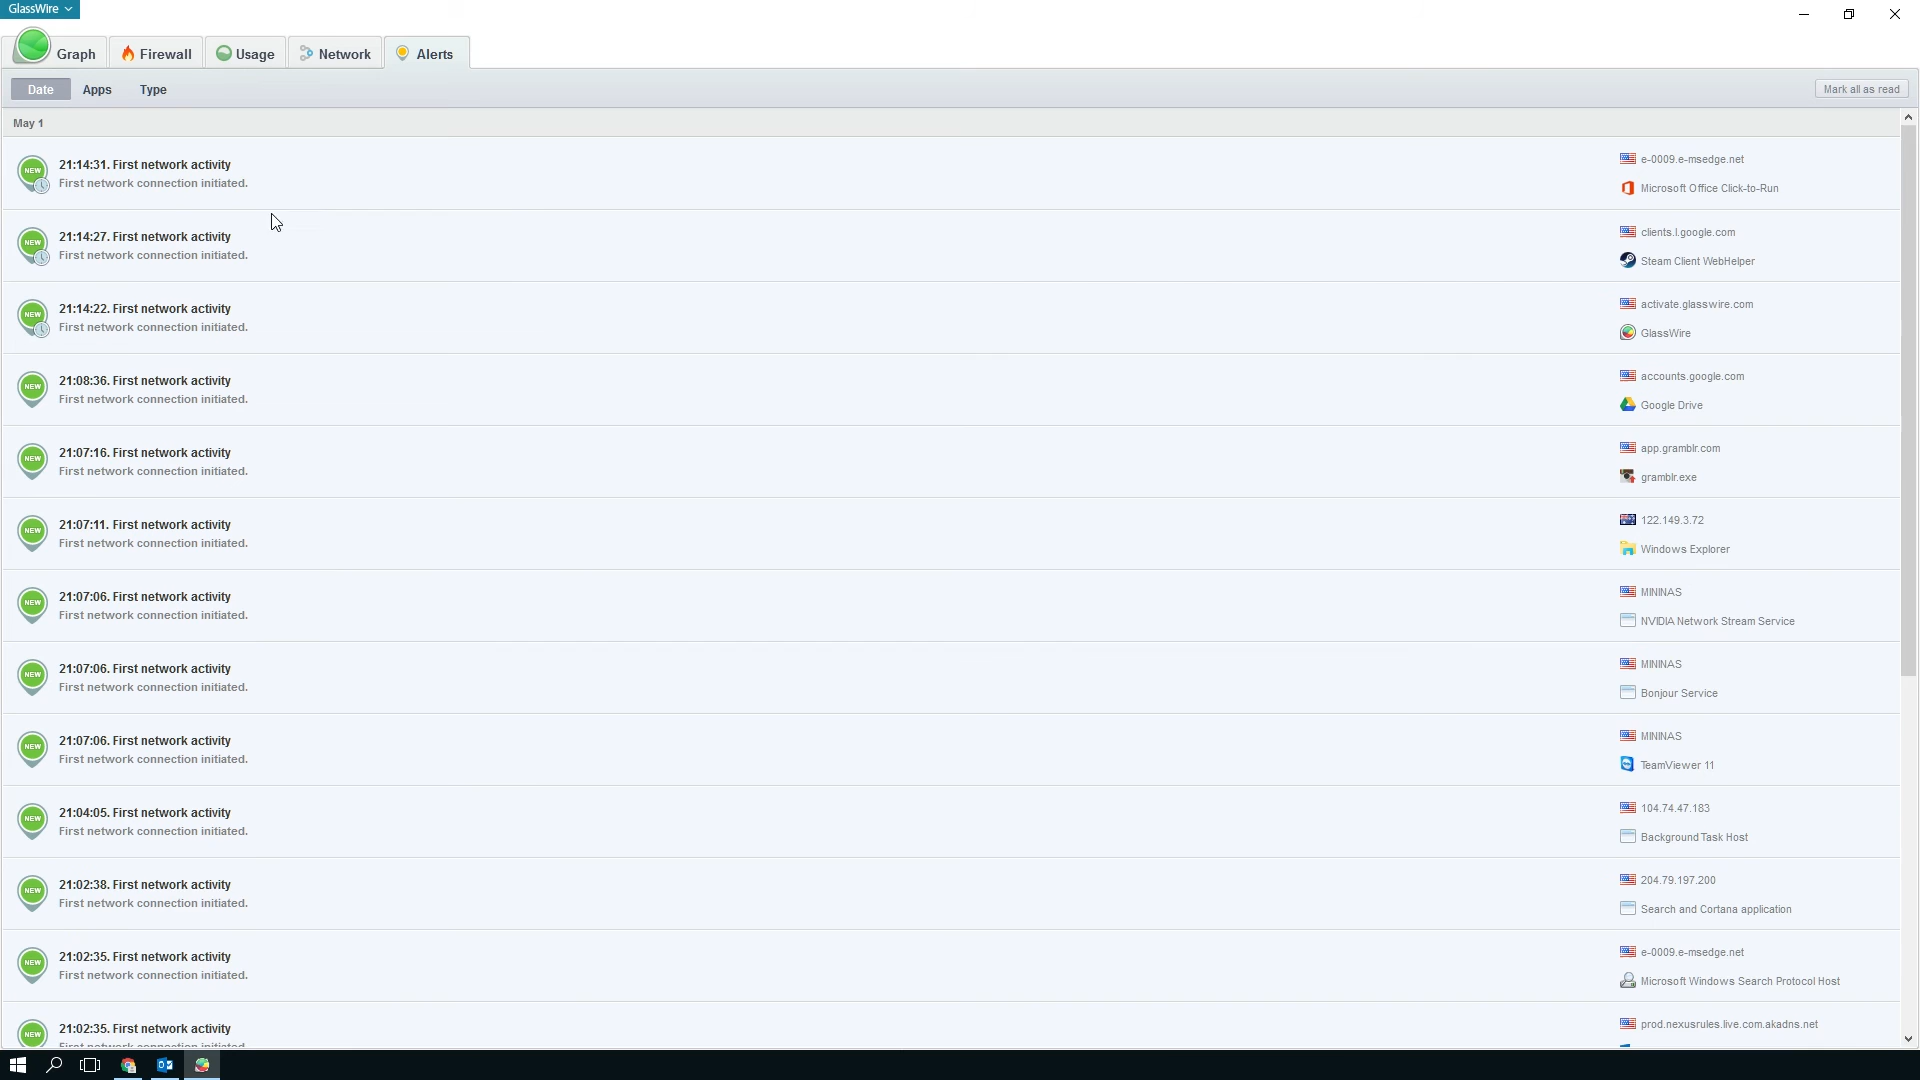 GlassWire
Graph
Firewall
Usage
Network
Alerts
Date
Apps
Type
Mark all as read
May 1
NEW
21:14:31. First network activity
First network connection initiated.
e-0009.e-msedge.net
Microsoft Office Click-to-Run
NEW
21:14:27. First network activity
First network connection initiated.
clients.l.google.com
Steam Client WebHelper
NEW
21:14:22. First network activity
First network connection initiated.
activate.glasswire.com
GlassWire
NEW
21:08:36. First network activity
First network connection initiated.
accounts.google.com
Google Drive
NEW
21:07:16. First network activity
First network connection initiated.
app.gramblr.com
gramblr.exe
NEW
21:07:11. First network activity
First network connection initiated.
122.149.3.72
Windows Explorer
NEW
21:07:06. First network activity
First network connection initiated.
MININAS
NVIDIA Network Stream Service
NEW
21:07:06. First network activity
First network connection initiated.
MININAS
Bonjour Service
NEW
21:07:06. First network activity
First network connection initiated.
MININAS
TeamViewer 11
NEW
21:04:05. First network activity
First network connection initiated.
104.74.47.183
Background Task Host
NEW
21:02:38. First network activity
First network connection initiated.
204.79.197.200
Search and Cortana application
NEW
21:02:35. First network activity
First network connection initiated.
e-0009.e-msedge.net
Microsoft Windows Search Protocol Host
NEW
21:02:35. First network activity
First network connection initiated.
prod.nexusrules.live.com.akadns.net